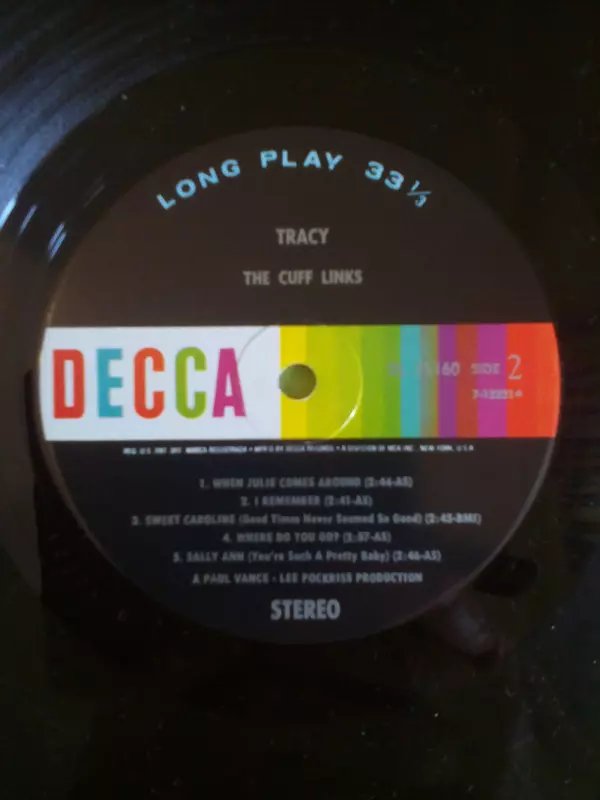 LONG PLAY 33 1/3
TRACY
THE CUFF LINKS
DECCA
SIDE 2
1. WHEN JULIE COMES AROUND (2:44-AS)
2. I REMEMBER (2:41-AS)
3. SWEET CAROLINE (Good Times Never Seemed So Good) (2:45-BMI)
4. WHERE DO YOU GO? (2:57-AS)
5. SALLY ANN (You're Such A Pretty Baby) (2:46-AS)
A PAUL VANCE - LEE POCKRISS PRODUCTION
STEREO